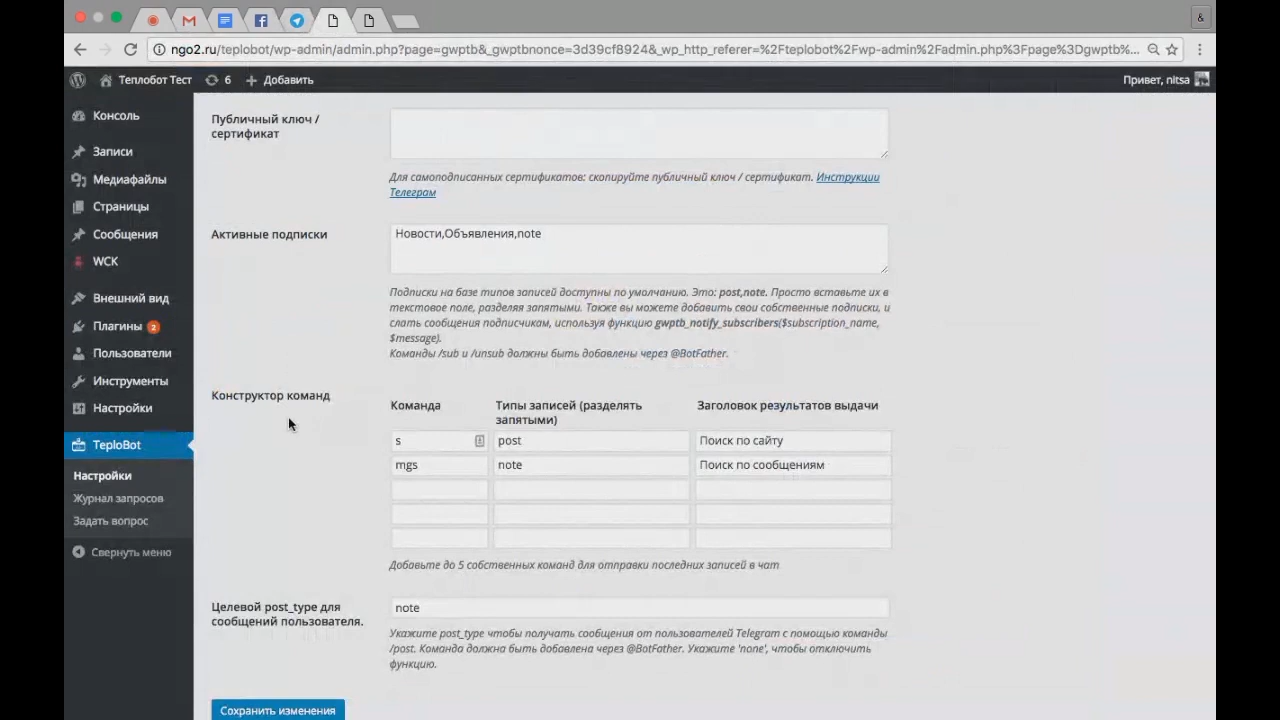 &
ngo2.ru/teplobot/wp-admin/admin.php?page=gwptb&_gwptbnonce=3d39cf8924&_wp_http_referer=%2Fteplobot%2Fwp-admin%2Fadmin.php%3Fpage%3Dgwptb%...
Теплобот Тест 6 Добавить Привет, nitsa
Консоль
Записи
Медиафайлы
Страницы
Сообщения
WCK
Внешний вид
Плагины 2
Пользователи
Инструменты
Настройки
TeploBot
Настройки
Журнал запросов
Задать вопрос
Свернуть меню
Публичный ключ /
сертификат
Для самоподписанных сертификатов: скопируйте публичный ключ / сертификат. Инструкции
Телеграм
Активные подписки
Новости,Объявления,note
Подписки на базе типов записей доступны по умолчанию. Это: post,note. Просто вставьте их в
текстовое поле, разделяя запятыми. Также вы можете добавить свои собственные подписки, и
слать сообщения подписчикам, используя функцию gwptb_notify_subscribers($subscription_name,
$message).
Команды /sub и /unsub должны быть добавлены через @BotFather.
Конструктор команд
Команда Типы записей (разделять Заголовок результатов выдачи
запятыми)
s post Поиск по сайту
mgs note Поиск по сообщениям
Добавьте до 5 собственных команд для отправки последних записей в чат
Целевой post_type для
сообщений пользователя.
note
Укажите post_type чтобы получать сообщения от пользователей Telegram с помощью команды
/post. Команда должна быть добавлена через @BotFather. Укажите 'none', чтобы отключить
функцию.
Сохранить изменения